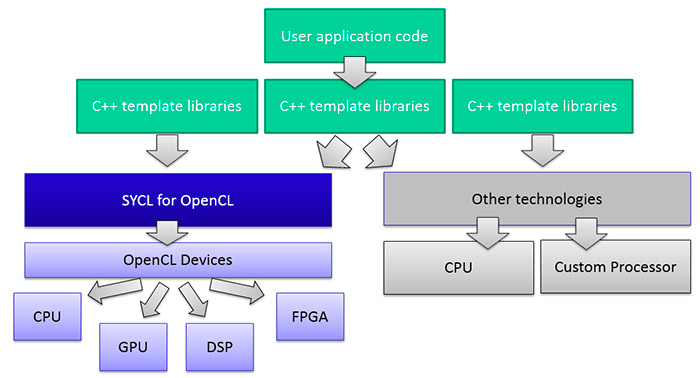 User application code
C++ template libraries
C++ template libraries
C++ template libraries
SYCL for OpenCL
Other technologies
OpenCL Devices
CPU
Custom Processor
CPU
FPGA
GPU
DSP